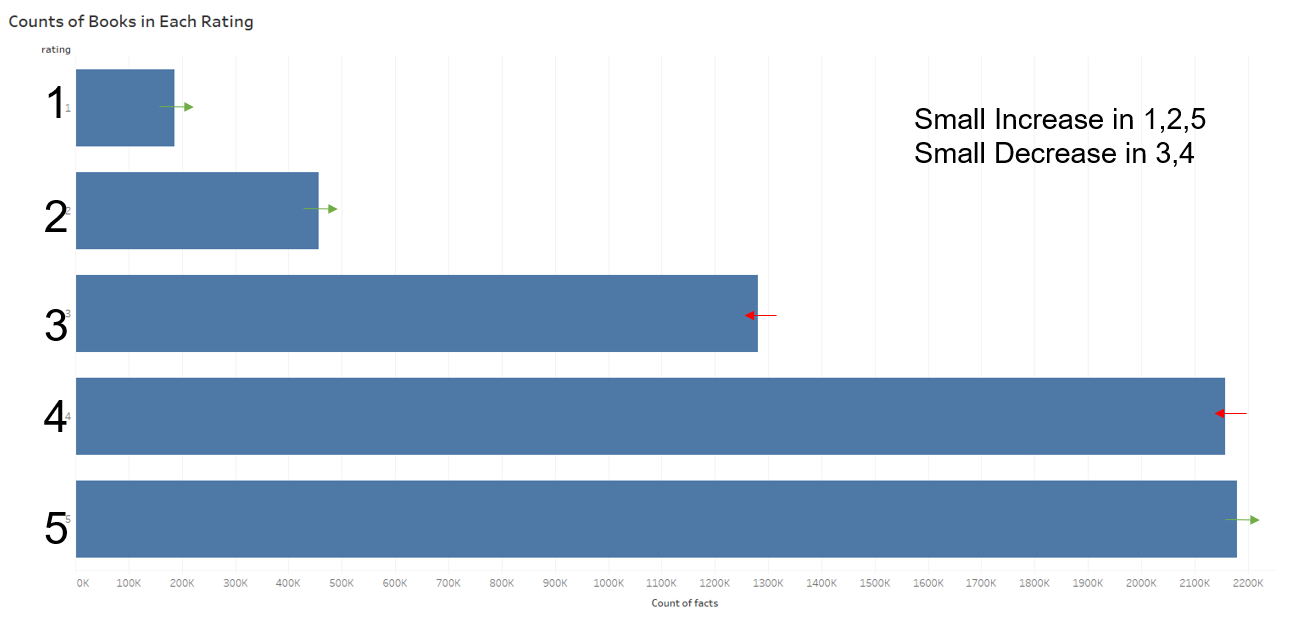 Counts of Books in Each Rating
rating
1
1
2
2
3
3
4
4
5
5
Small Increase in 1,2,5
Small Decrease in 3,4
0K 100K 200K 300K 400K 500K 600K 700K 800K 900K 1000K 1100K 1200K 1300K 1400K 1500K 1600K 1700K 1800K 1900K 2000K 2100K 2200K
Count of facts